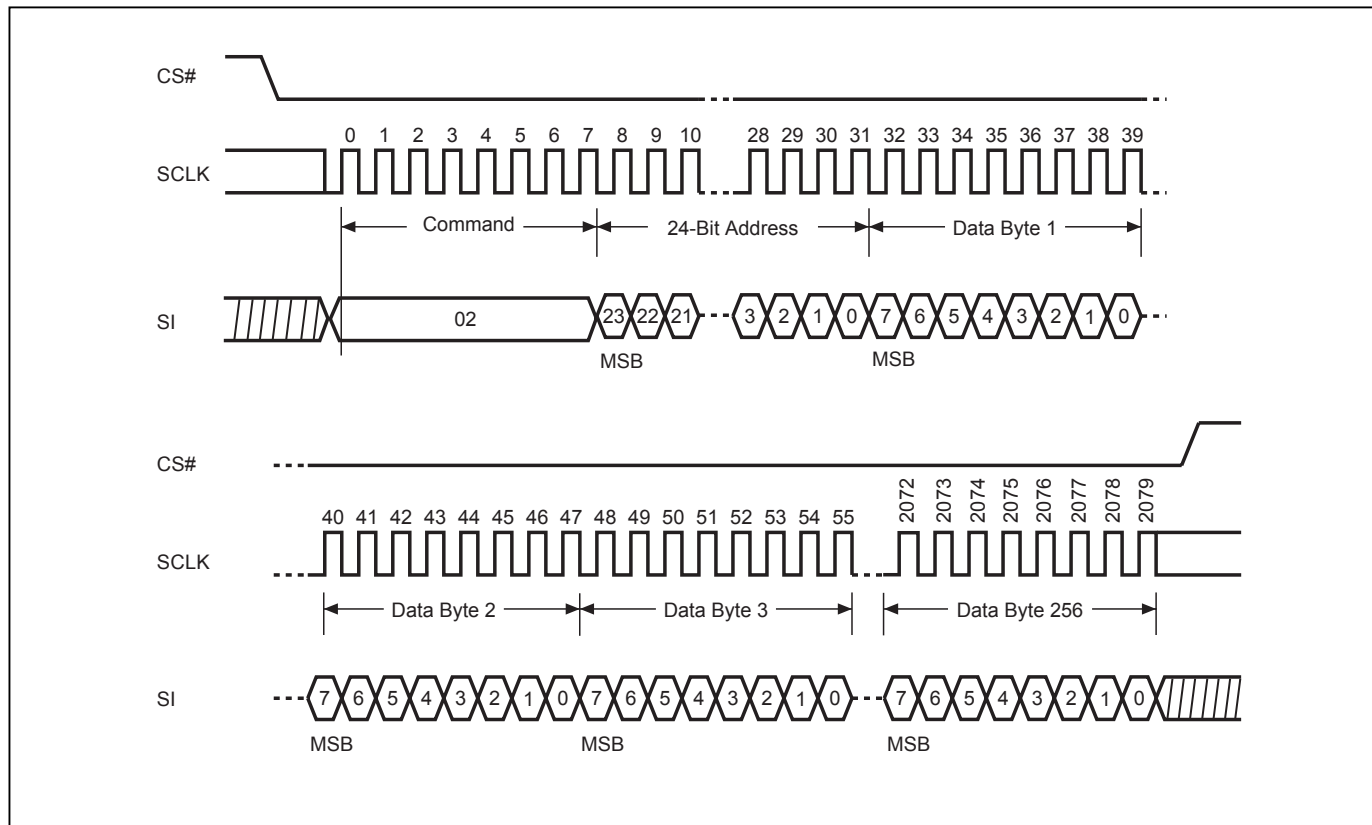 CS#
0 1 2 3 4 5 6 7 8 9 10 28 29 30 31 32 33 34 35 36 37 38 39
SCLK
Command 24-Bit Address Data Byte 1
SI 02 23 22 21 3 2 1 0 7 6 5 4 3 2 1 0
MSB MSB
CS#
40 41 42 43 44 45 46 47 48 49 50 51 52 53 54 55 2072 2073 2074 2075 2076 2077 2078 2079
SCLK
Data Byte 2 Data Byte 3 Data Byte 256
SI 7 6 5 4 3 2 1 0 7 6 5 4 3 2 1 0 7 6 5 4 3 2 1 0
MSB MSB MSB